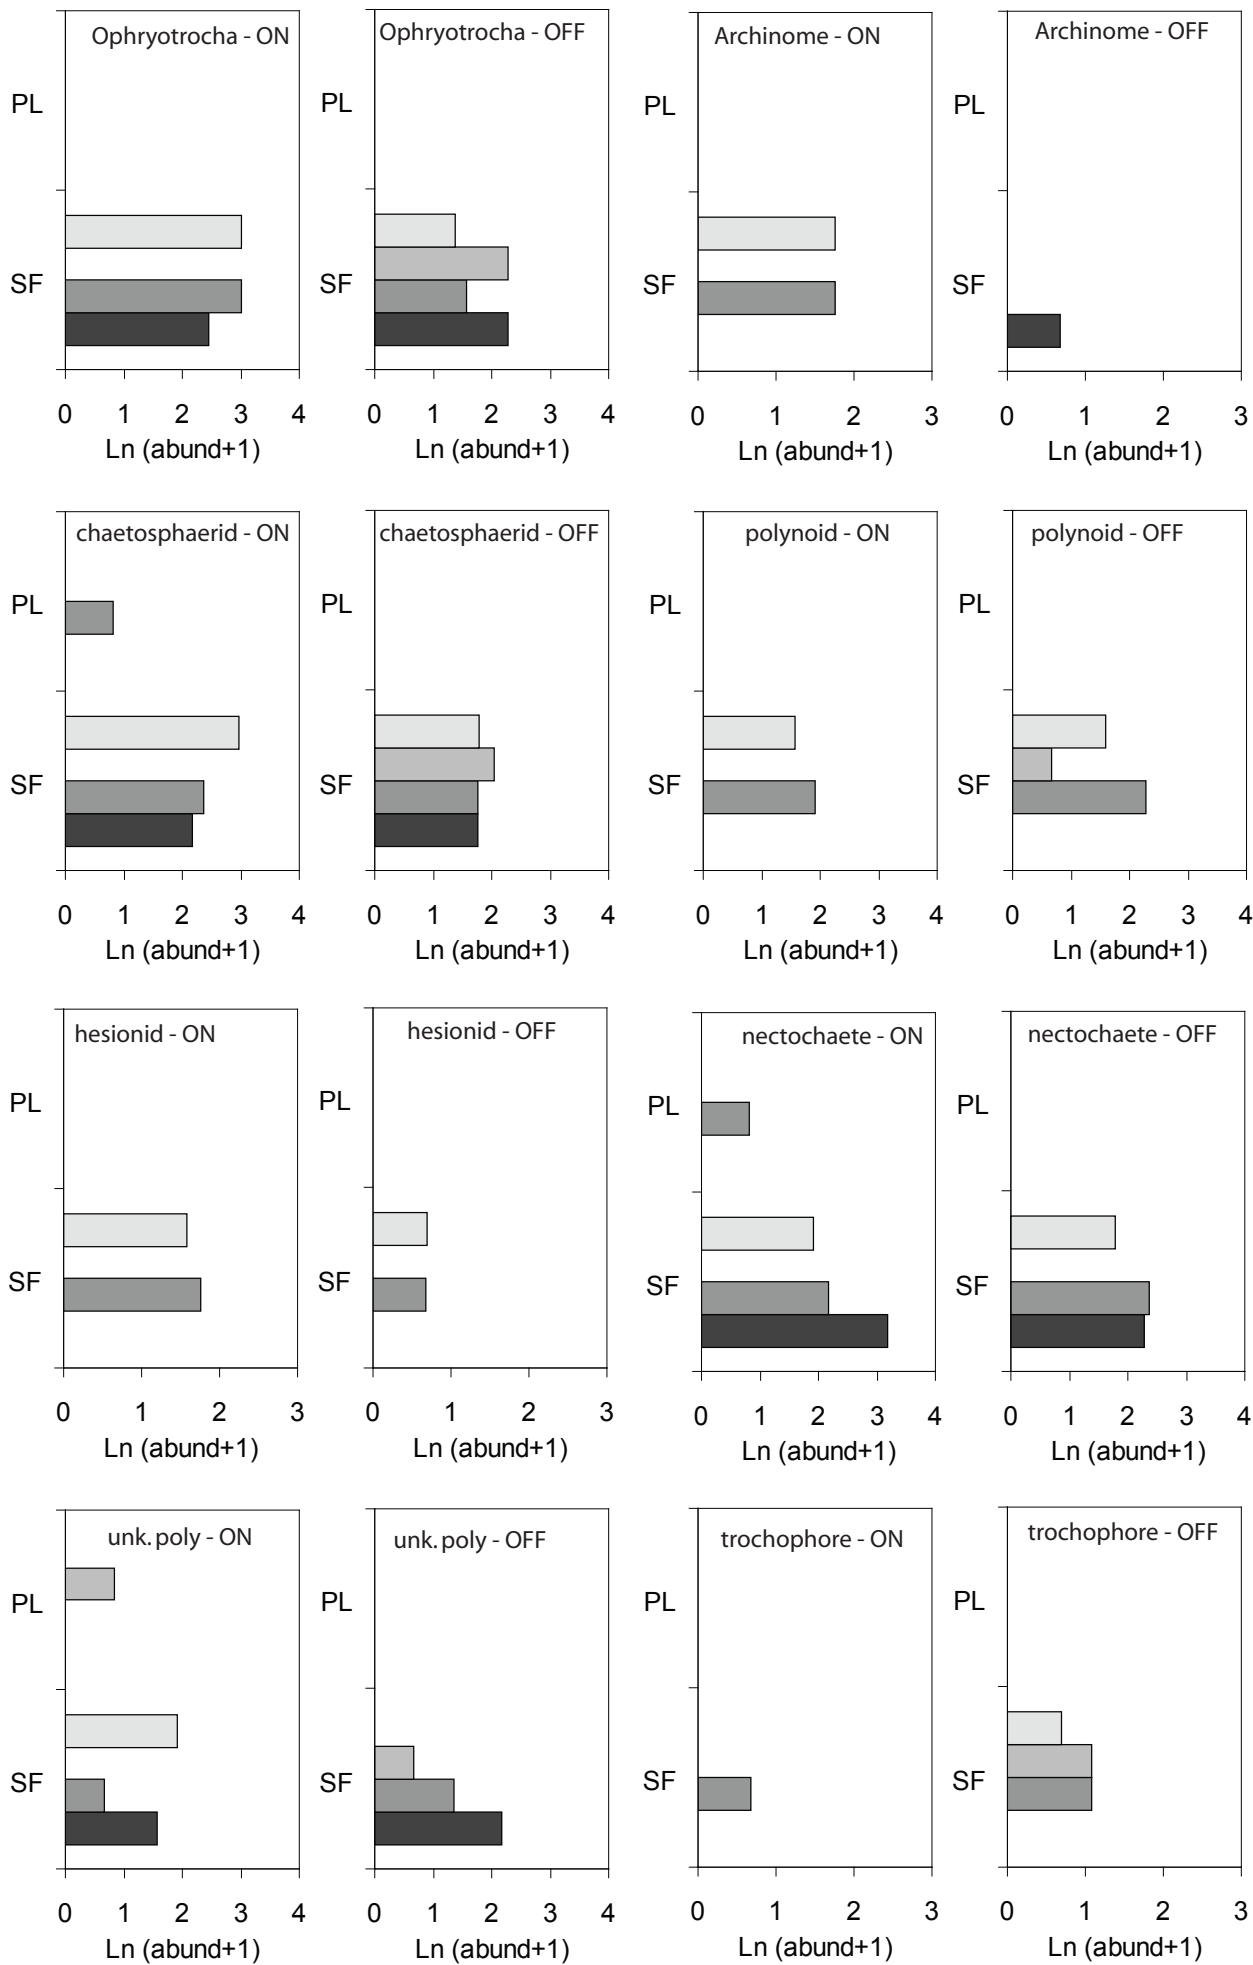 Ophryotrocha - ON
PL
SF
0 1 2 3 4
Ln (abund+1)
Ophryotrocha - OFF
PL
SF
0 1 2 3 4
Ln (abund+1)
Archinome - ON
PL
SF
0 1 2 3
Ln (abund+1)
Archinome - OFF
PL
SF
0 1 2 3
Ln (abund+1)
chaetosphaerid - ON
PL
SF
0 1 2 3 4
Ln (abund+1)
chaetosphaerid - OFF
PL
SF
0 1 2 3 4
Ln (abund+1)
polynoid - ON
PL
SF
0 1 2 3 4
Ln (abund+1)
polynoid - OFF
PL
SF
0 1 2 3 4
Ln (abund+1)
hesionid - ON
PL
SF
0 1 2 3
Ln (abund+1)
hesionid - OFF
PL
SF
0 1 2 3
Ln (abund+1)
nectochaete - ON
PL
SF
0 1 2 3 4
Ln (abund+1)
nectochaete - OFF
PL
SF
0 1 2 3 4
Ln (abund+1)
unk. poly - ON
PL
SF
0 1 2 3 4
Ln (abund+1)
unk. poly - OFF
PL
SF
0 1 2 3 4
Ln (abund+1)
trochophore - ON
PL
SF
0 1 2 3
Ln (abund+1)
trochophore - OFF
PL
SF
0 1 2 3
Ln (abund+1)